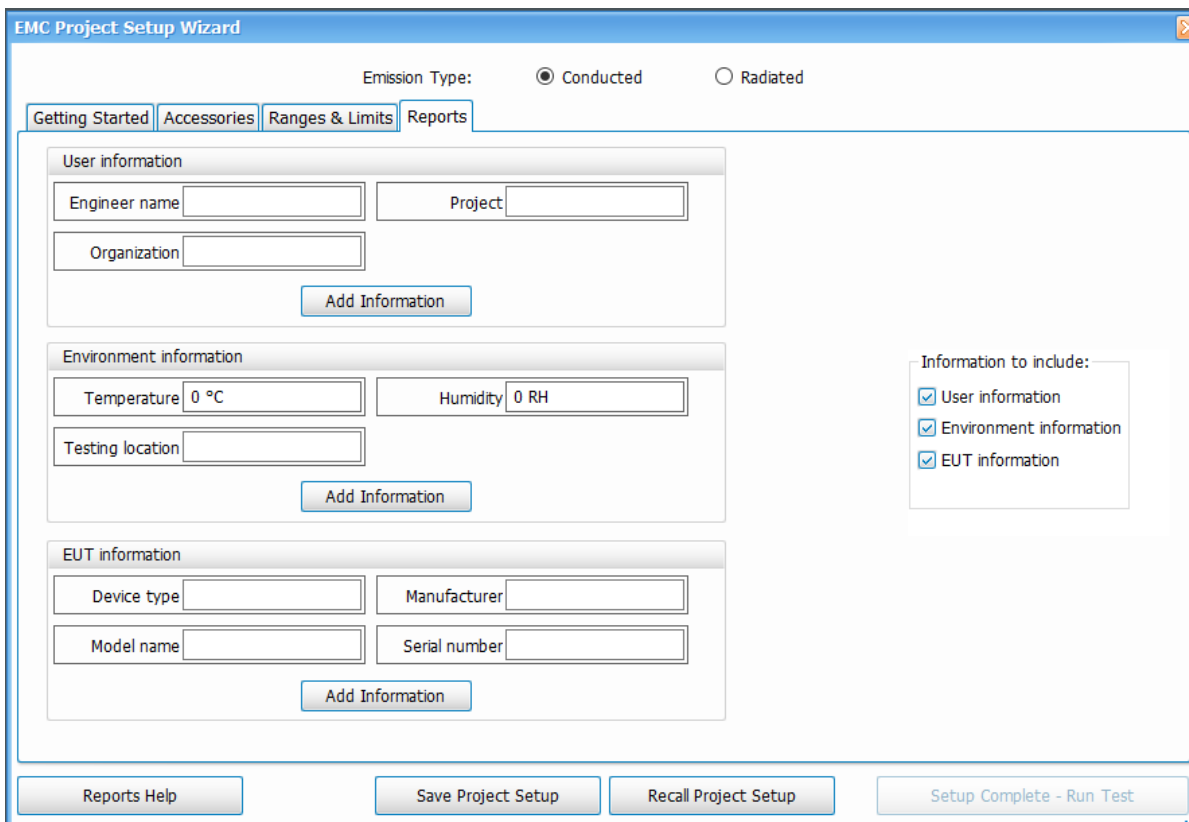 EMC Project Setup Wizard
Emission Type: Conducted Radiated
Getting Started Accessories Ranges & Limits Reports
User information
Engineer name Project
Organization
Add Information
Environment information
Temperature 0 °C Humidity 0 RH
Testing location
Add Information
Information to include:
User information
Environment information
EUT information
EUT information
Device type Manufacturer
Model name Serial number
Add Information
Reports Help Save Project Setup Recall Project Setup Setup Complete - Run Test